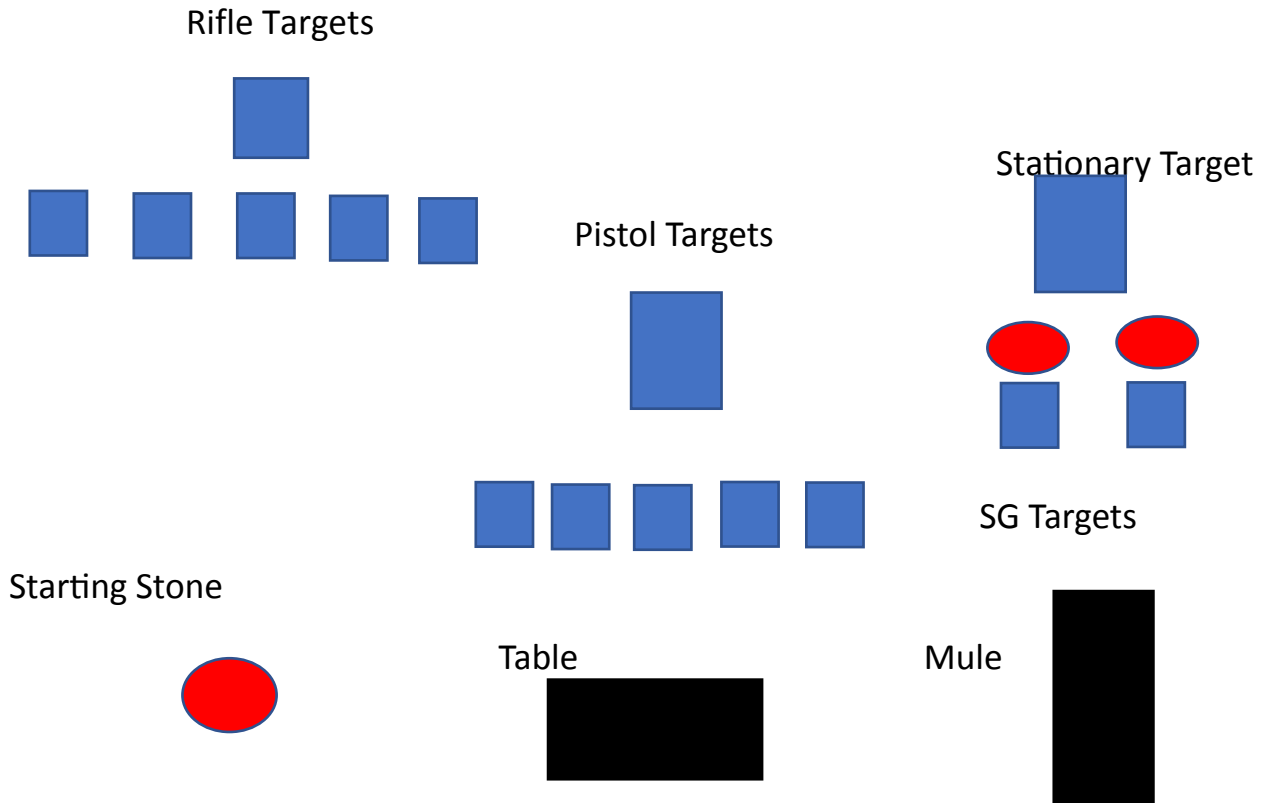 Rifle Targets
Stationary Target
Pistol Targets
SG Targets
Starting Stone
Table
Mule